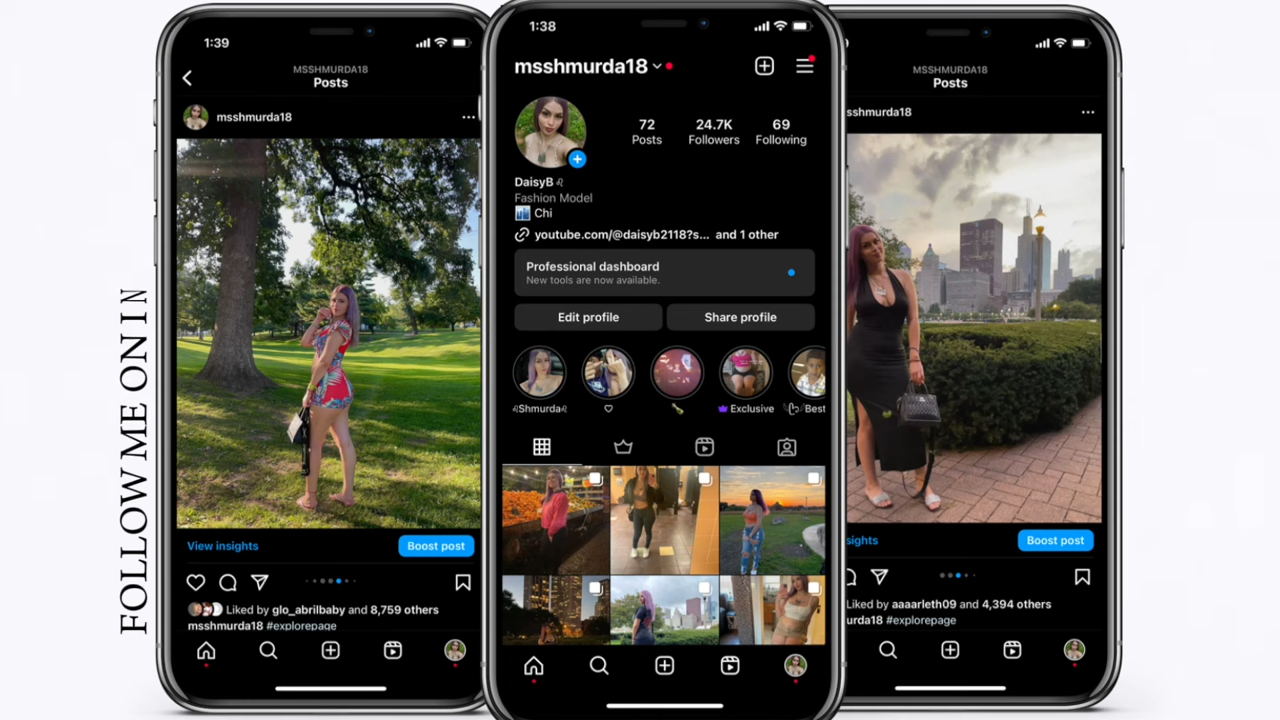 FOLLOW ME ON IN
1:39
MSSHMURDA18
Posts
msshmurda18
View insights
Boost post
Liked by glo_abrilbaby and 8,759 others
msshmurda18 #explorepage
1:38
msshmurda18
72
Posts
24.7K
Followers
69
Following
DaisyB ♌
Fashion Model
🏙️ Chi
youtube.com/@daisyb2118?s... and 1 other
Professional dashboard
New tools are now available.
Edit profile
Share profile
♌Shmurda♌
Exclusive
Best
MSSHMURDA18
Posts
sshmurda18
sights
Boost post
Liked by aaaarleth09 and 4,394 others
urda18 #explorepage